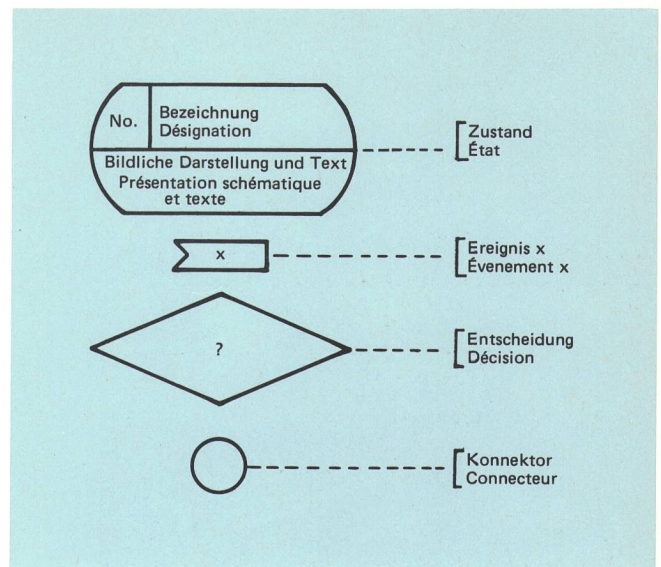 No.
Bezeichnung
Désignation
Bildliche Darstellung und Text
Présentation schématique
et texte
Zustand
État
x
Ereignis x
Évenement x
?
Entscheidung
Décision
Konnektor
Connecteur